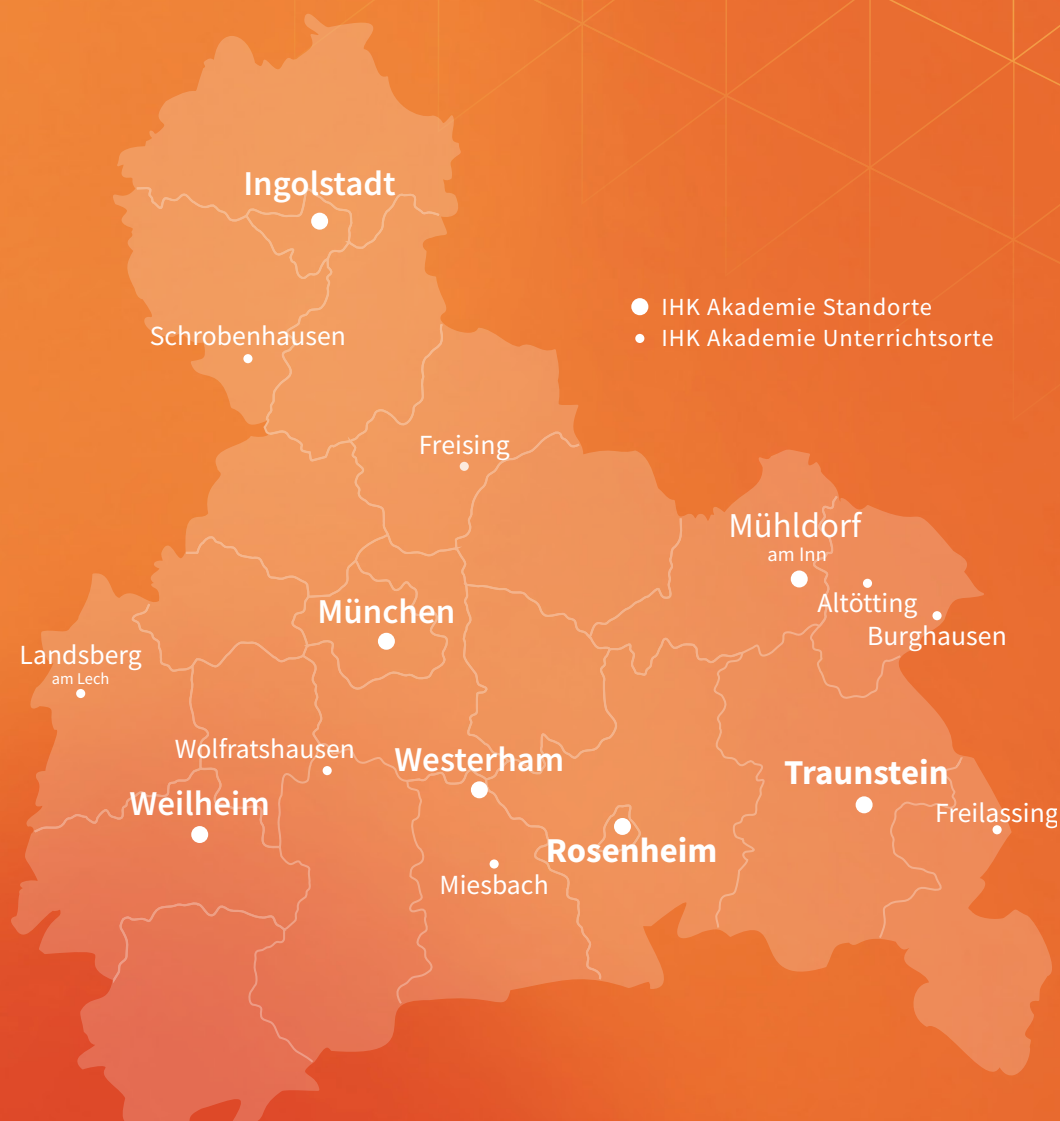 Ingolstadt
IHK Akademie Standorte
IHK Akademie Unterrichtsorte
Schrobenhausen
Freising
Mühldorf
am Inn
Altötting
Burghausen
München
Landsberg
am Lech
Wolfratshausen
Westerham
Weilheim
Traunstein
Freilassing
Rosenheim
Miesbach